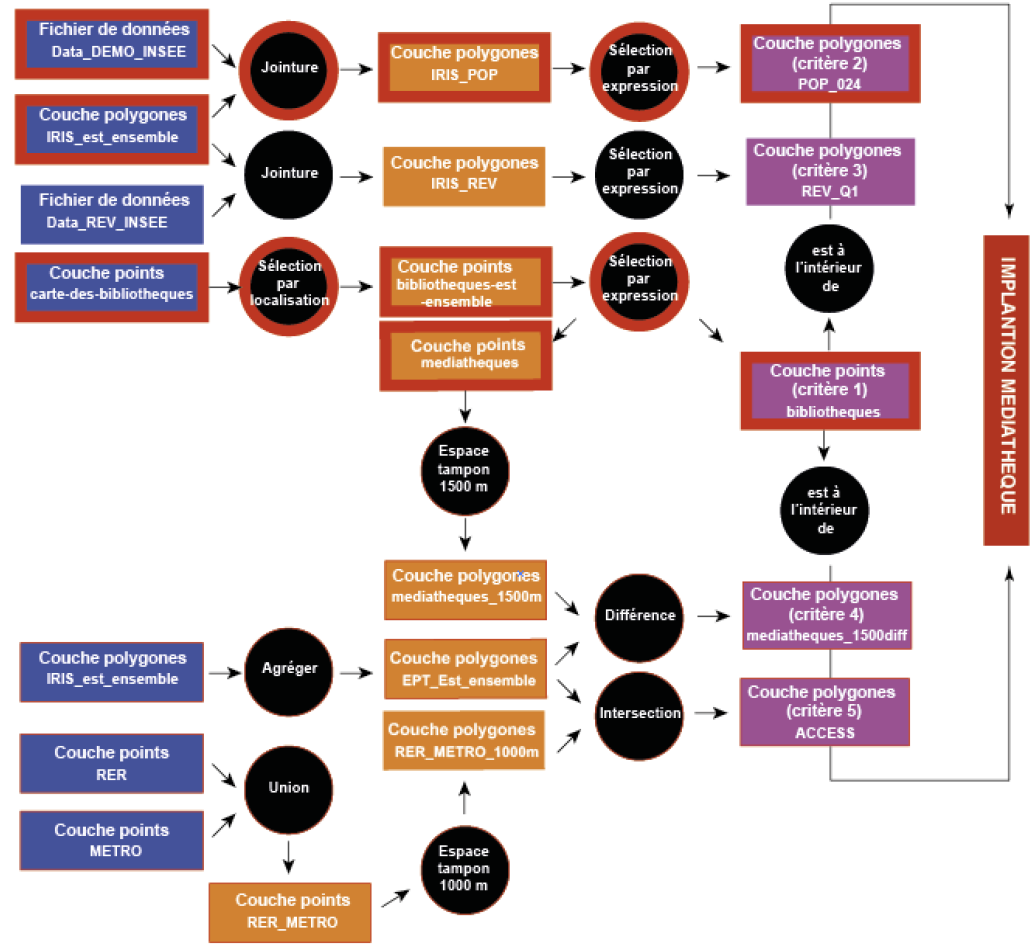 Fichier de données
Data_DEMO_INSEE
Jointure
Couche polygones
IRIS_POP
Sélection
par
expression
Couche polygones
(critère 2)
POP_024
Couche polygones
IRIS_est_ensemble
Jointure
Couche polygones
IRIS_REV
Sélection
par
expression
Couche polygones
(critère 3)
REV_Q1
Fichier de données
Data_REV_INSEE
est à
l'intérieur
de
Couche points
carte-des-bibliotheques
Sélection
par
localisation
Couche points
bibliotheques-est
-ensemble
Sélection
par
expression
IMPLANTION MEDIATHEQUE
Couche points
mediatheques
Couche points
(critère 1)
bibliotheques
Espace
tampon
1500 m
est à
l'intérieur
de
Couche polygones
mediatheques_1500m
Différence
Couche polygones
(critère 4)
mediatheques_1500diff
Couche polygones
IRIS_est_ensemble
Agréger
Couche polygones
EPT_Est_ensemble
Intersection
Couche polygones
(critère 5)
ACCESS
Couche polygones
RER_METRO_1000m
Couche points
RER
Union
Couche points
METRO
Espace
tampon
1000 m
Couche points
RER_METRO